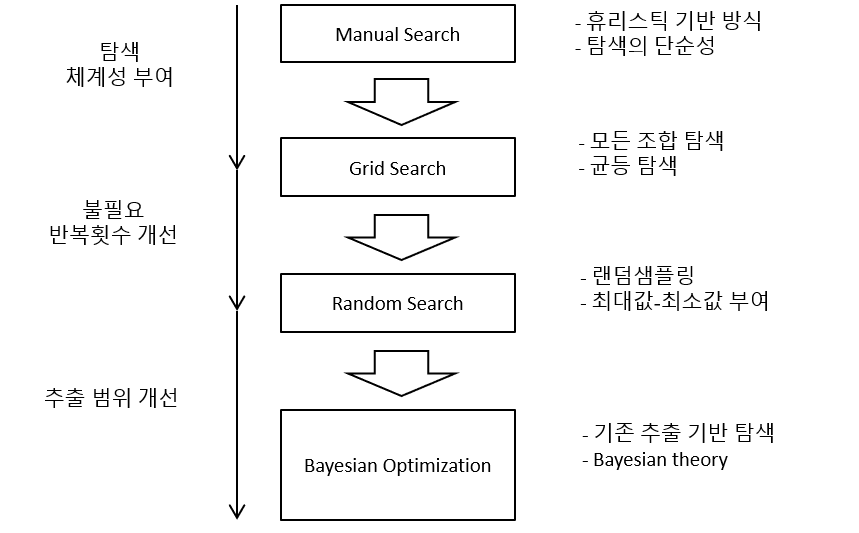 탐색
체계성 부여
Manual Search
- 휴리스틱 기반 방식
- 탐색의 단순성
Grid Search
- 모든 조합 탐색
- 균등 탐색
불필요
반복횟수 개선
Random Search
- 랜덤샘플링
- 최대값-최소값 부여
추출 범위 개선
Bayesian Optimization
- 기존 추출 기반 탐색
- Bayesian theory